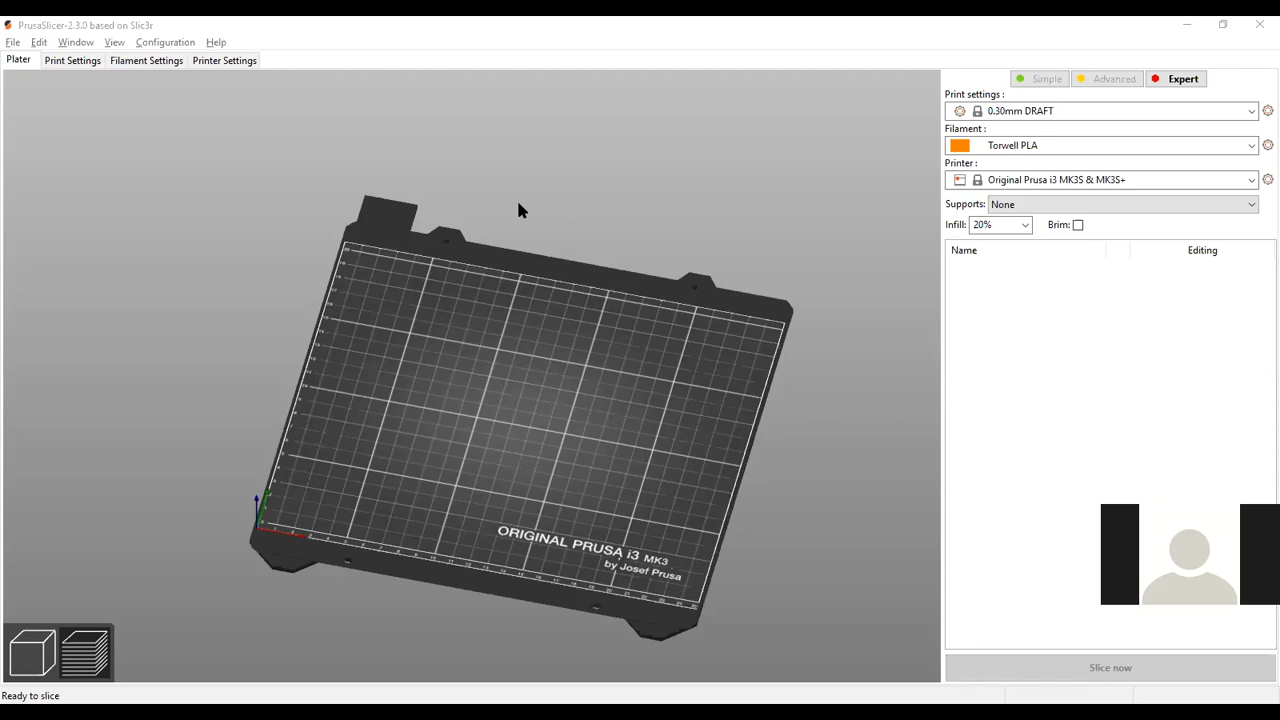 PrusaSlicer-2.3.0 based on Slic3r
File Edit Window View Configuration Help
Plater Print Settings Filament Settings Printer Settings
Simple Advanced Expert
Print settings :
0.30mm DRAFT
Filament :
Torwell PLA
Printer :
Original Prusa i3 MK3S & MK3S+
Supports: None
Infill: 20% Brim:
Name Editing
ORIGINAL PRUSA i3 MK3
by Josef Prusa
Slice now
Ready to slice